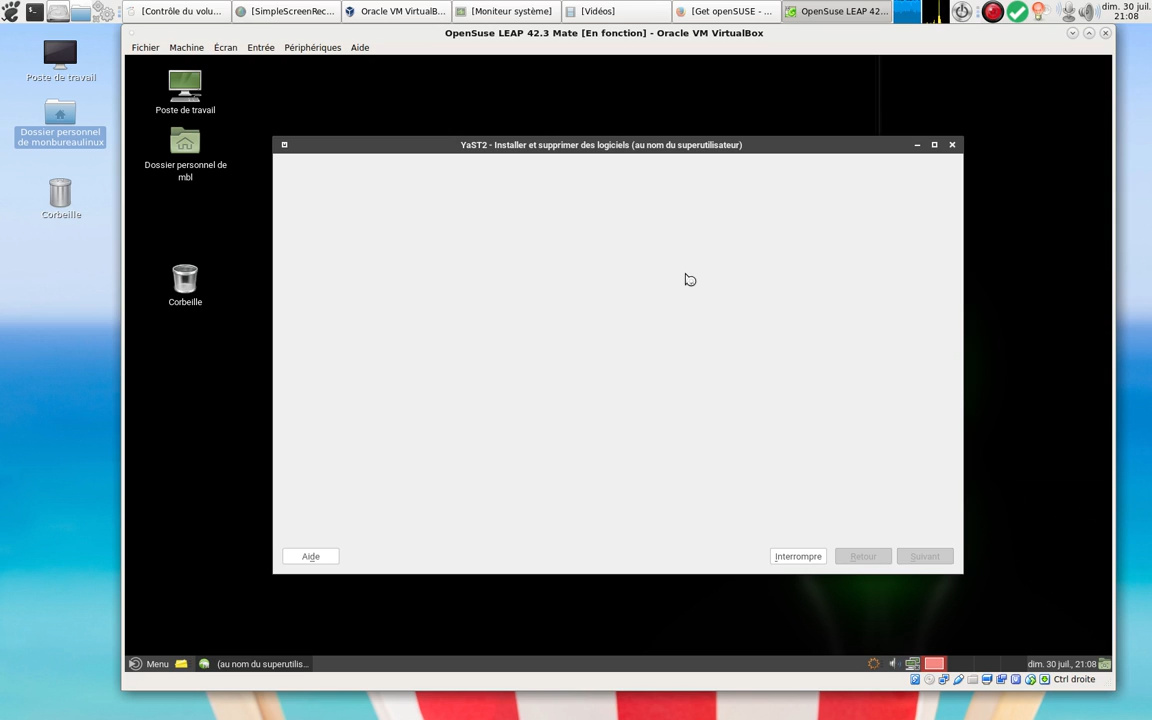 [Contrôle du volu...
[SimpleScreenRec...
Oracle VM VirtualB...
[Moniteur système]
[Vidéos]
[Get openSUSE - ...
OpenSuse LEAP 42...
dim. 30 juil.
21:08
OpenSuse LEAP 42.3 Mate [En fonction] - Oracle VM VirtualBox
Fichier Machine Écran Entrée Périphériques Aide
Poste de travail
Dossier personnel
de monbureaulinux
Corbeille
Poste de travail
Dossier personnel de
mbl
Corbeille
YaST2 - Installer et supprimer des logiciels (au nom du superutilisateur)
Aide
Interrompre
Retour
Suivant
Menu
(au nom du superutilis...
dim. 30 juil., 21:08
Ctrl droite